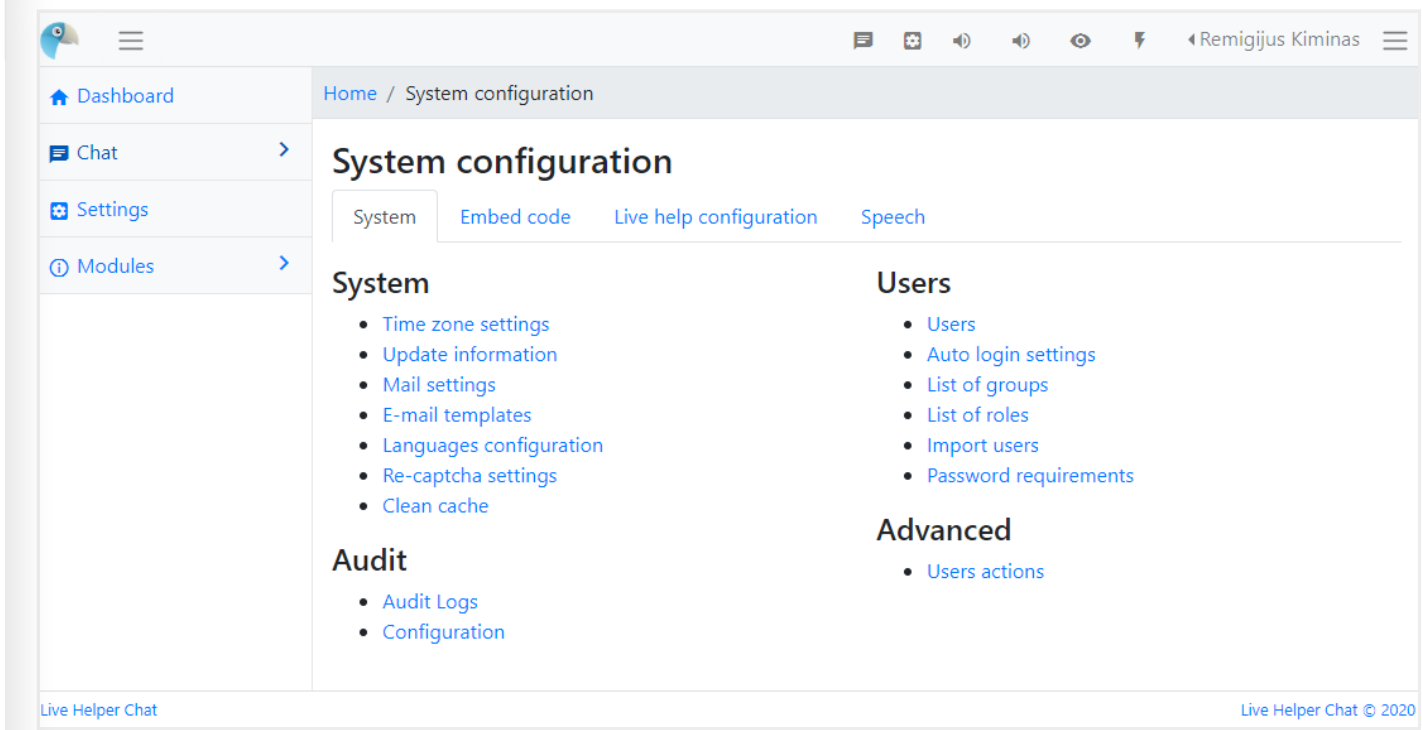 Remigijus Kiminas
Dashboard
Chat
Settings
Modules
Home / System configuration
System configuration
System Embed code Live help configuration Speech
System
Time zone settings
Update information
Mail settings
E-mail templates
Languages configuration
Re-captcha settings
Clean cache
Audit
Audit Logs
Configuration
Users
Users
Auto login settings
List of groups
List of roles
Import users
Password requirements
Advanced
Users actions
Live Helper Chat
Live Helper Chat © 2020